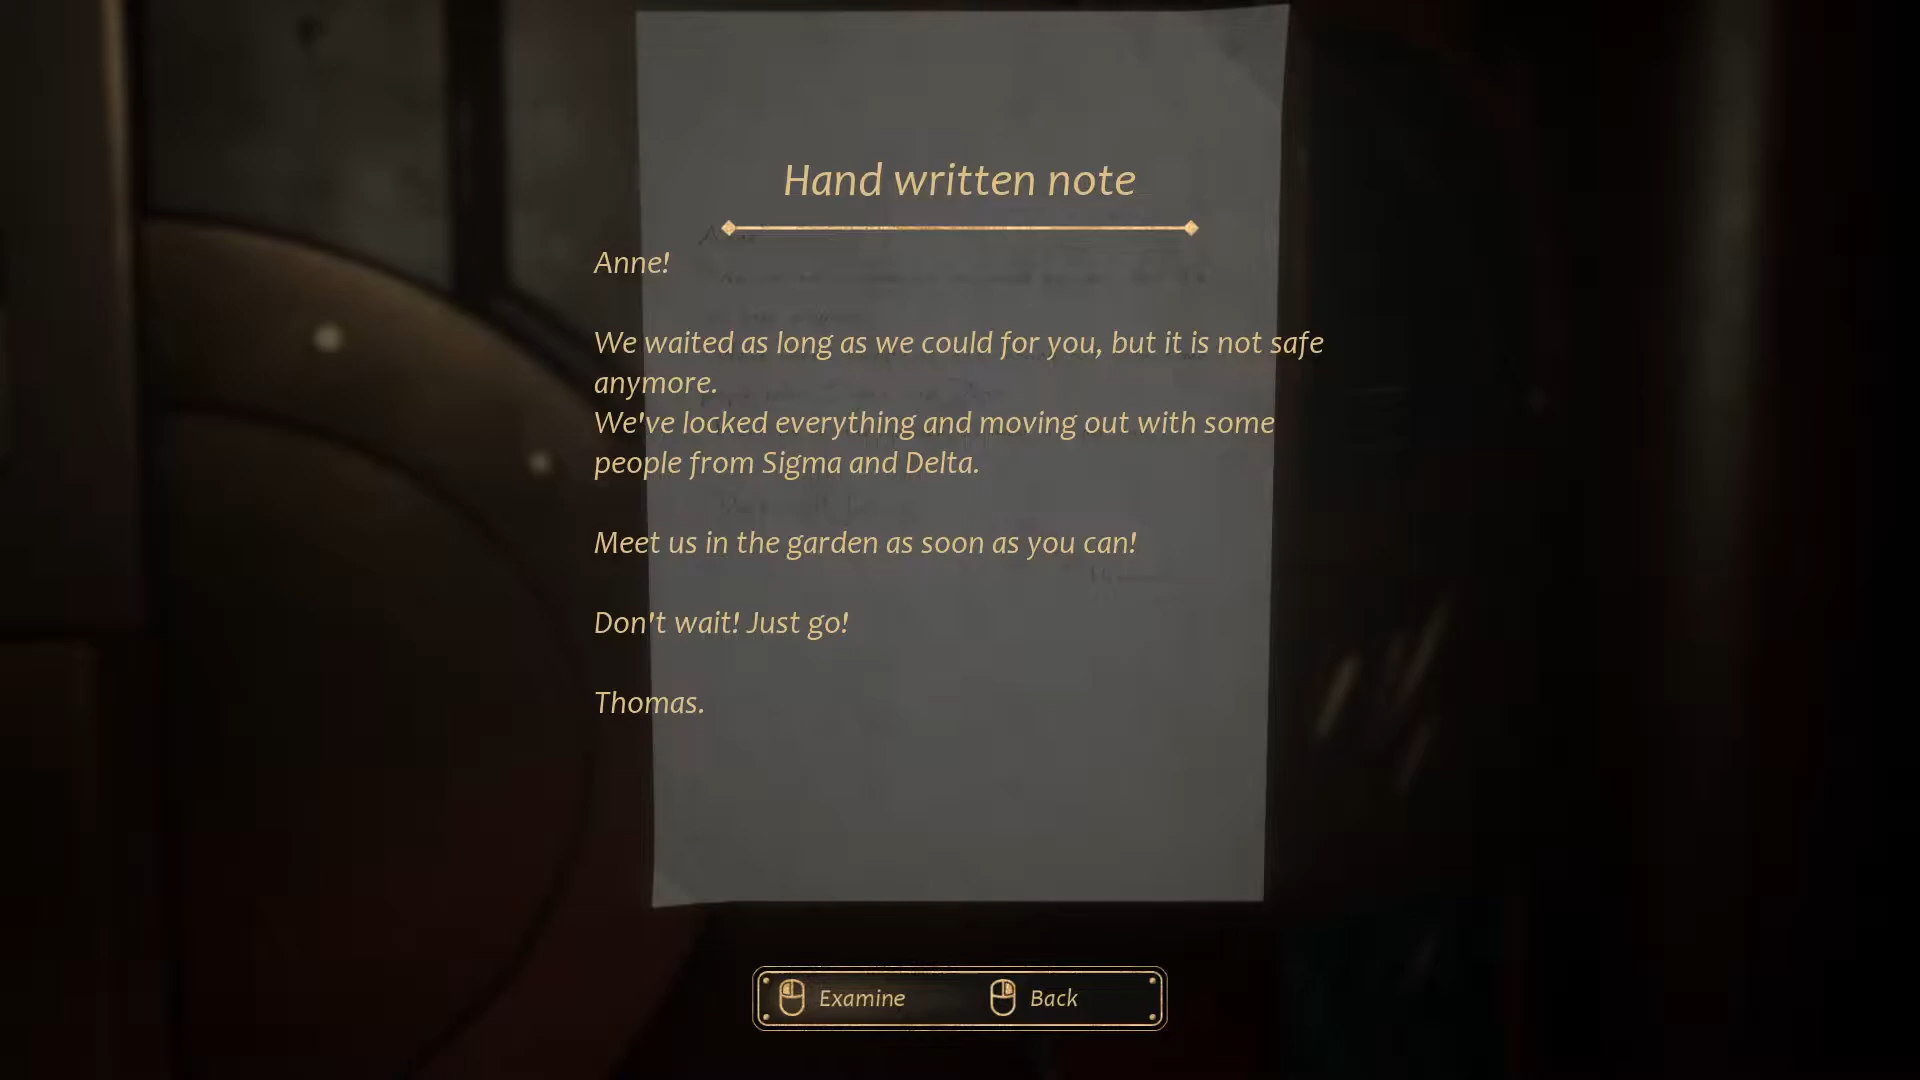 Hand written note
Anne!
We waited as long as we could for you, but it is not safe
anymore.
We've locked everything and moving out with some
people from Sigma and Delta.
Meet us in the garden as soon as you can!
Don't wait! Just go!
Thomas.
Examine
Back